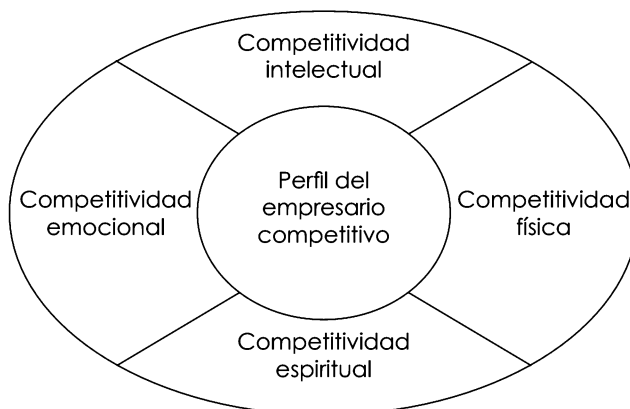 Competitividad
intelectual
Competitividad
emocional
Perfil del
empresario
competitivo
Competitividad
física
Competitividad
espiritual